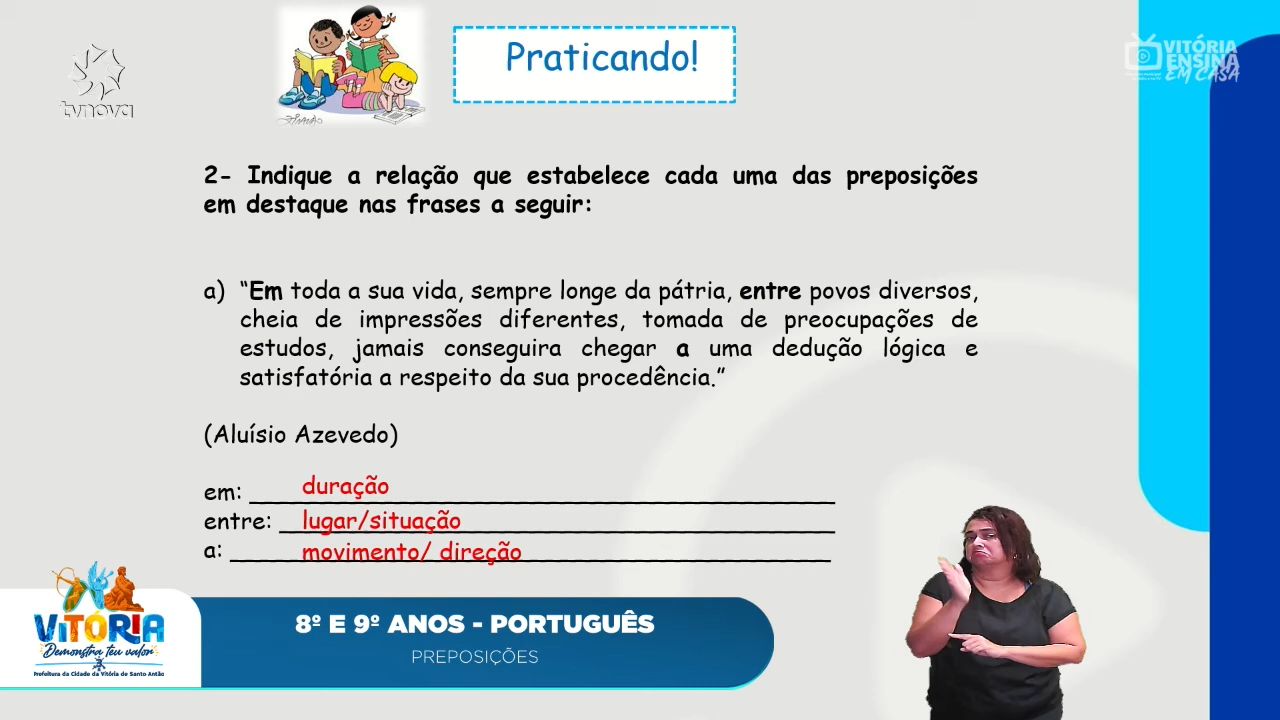 tvnova
Praticando!
VITÓRIA
ENSINA
EM CASA
2- Indique a relação que estabelece cada uma das preposições
em destaque nas frases a seguir:
a) “Em toda a sua vida, sempre longe da pátria, entre povos diversos,
cheia de impressões diferentes, tomada de preocupações de
estudos, jamais conseguira chegar a uma dedução lógica e
satisfatória a respeito da sua procedência.”
(Aluísio Azevedo)
em: duração
entre: lugar/situação
a: movimento/ direção
VITÓRIA
Demonstra teu valor
Prefeitura da Cidade da Vitória de Santo Antão
8º E 9º ANOS - PORTUGUÊS
PREPOSIÇÕES